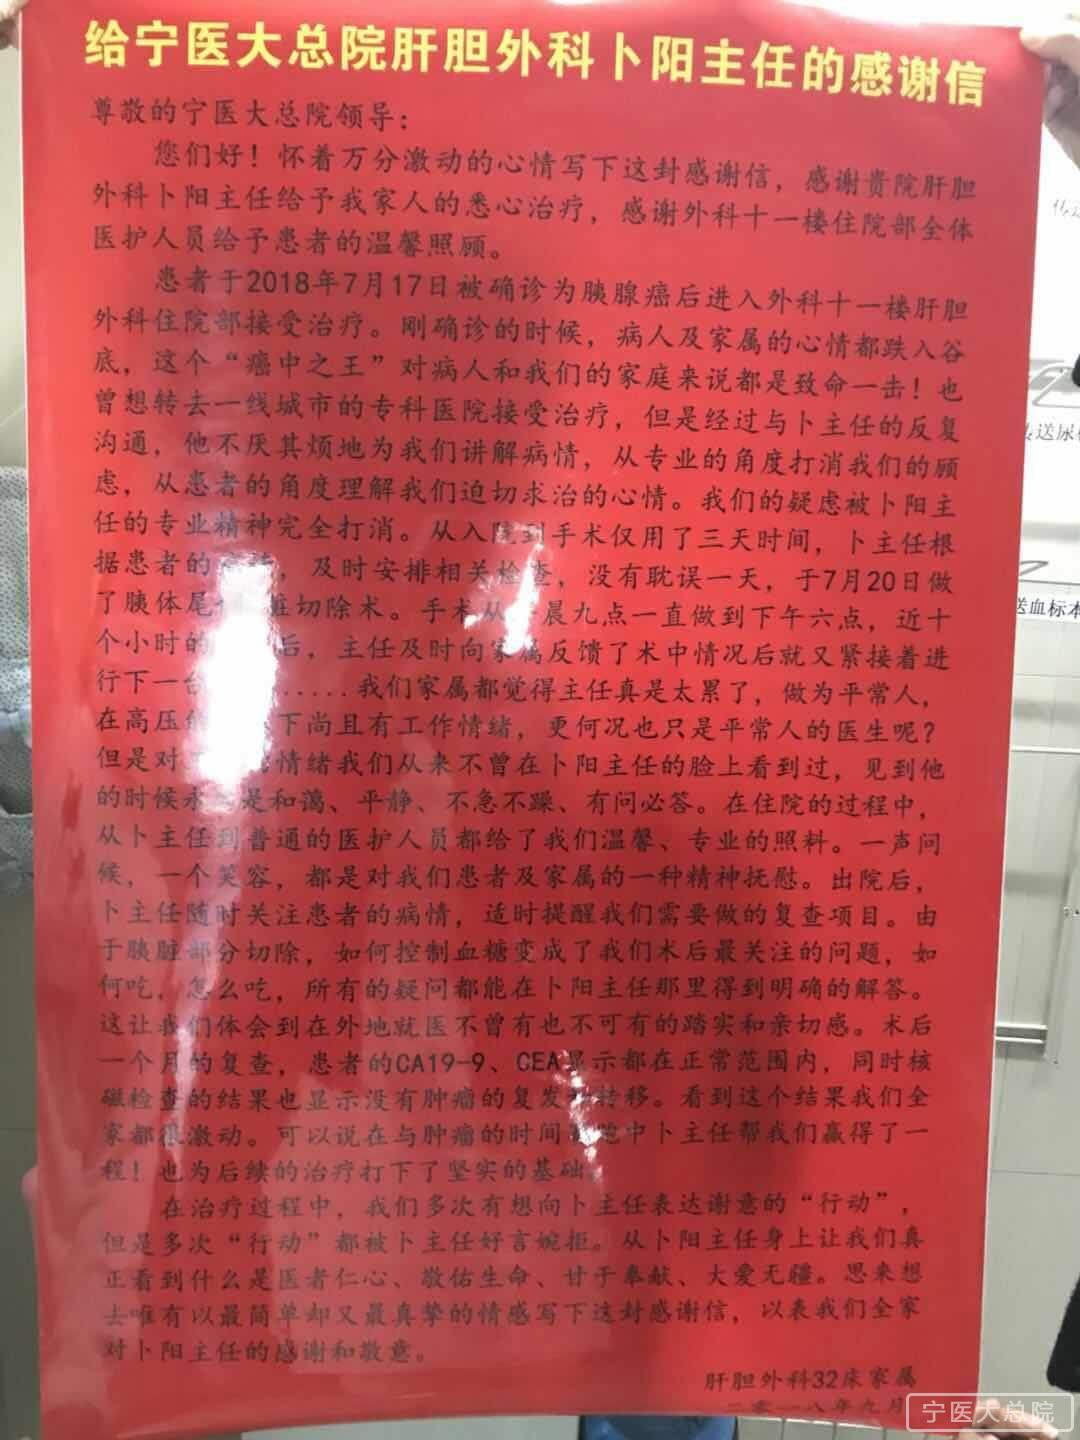 给宁医大总院肝胆外科卜阳主任的感谢信
尊敬的宁医大总院领导：
您们好！怀着万分激动的心情写下这封感谢信，感谢贵院肝胆
外科卜阳主任给予我家人的悉心治疗，感谢外科十一楼住院部全体
医护人员给予患者的温馨照顾。
患者于2018年7月17日被确诊为胰腺癌后进入外科十一楼肝胆
外科住院部接受治疗。刚确诊的时候，病人及家属的心情都跌入谷
底，这个“癌中之王”对病人和我们的家庭来说都是致命一击！也
曾想转去一线城市的专科医院接受治疗，但是经过与卜主任的反复
沟通，他不厌其烦地为我们讲解病情，从专业的角度打消我们的顾
虑，从患者的角度理解我们迫切求治的心情。我们的疑虑被卜阳主
任的专业精神完全打消。从入院到手术仅用了三天时间，卜主任根
据患者的，及时安排相关检查，没有耽误一天，于7月20日做
了胰体尾脏切除术。手术从晨九点一直做到下午六点，近十
个小时的后，主任及时向家属反馈了术中情况后就又紧接着进
行下一台......我们家属都觉得主任真是太累了，做为平常人，
在高压的下尚且有工作情绪，更何况也只是平常人的医生呢？
但是对情绪我们从来不曾在卜阳主任的脸上看到过，见到他
的时候永是和蔼、平静、不急不躁、有问必答。在住院的过程中，
从卜主任到普通的医护人员都给了我们温馨、专业的照料。一声问
候，一个笑容，都是对我们患者及家属的一种精神抚慰。出院后，
卜主任随时关注患者的病情，适时提醒我们需要做的复查项目。由
于胰脏部分切除，如何控制血糖变成了我们术后最关注的问题，如
何吃，怎么吃，所有的疑问都能在卜阳主任那里得到明确的解答。
这让我们体会到在外地就医不曾有也不可有的踏实和亲切感。术后
一个月的复查，患者的CA19-9、CEA显示都在正常范围内，同时核
磁检查的结果也显示没有肿瘤的复发转移。看到这个结果我们全
家都很激动。可以说在与肿瘤的时间中卜主任帮我们赢得了一
程！也为后续的治疗打下了坚实的基础。
在治疗过程中，我们多次有想向卜主任表达谢意的“行动”，
但是多次“行动”都被卜主任好言婉拒。从卜阳主任身上让我们真
正看到什么是医者仁心、敬佑生命、甘于奉献、大爱无疆。思来想
去唯有以最简单却又最真挚的情感写下这封感谢信，以表我们全家
对卜阳主任的感谢和敬意。
肝胆外科32床家属
二零一八年九月
宁医大总院
传送尿
送血标本